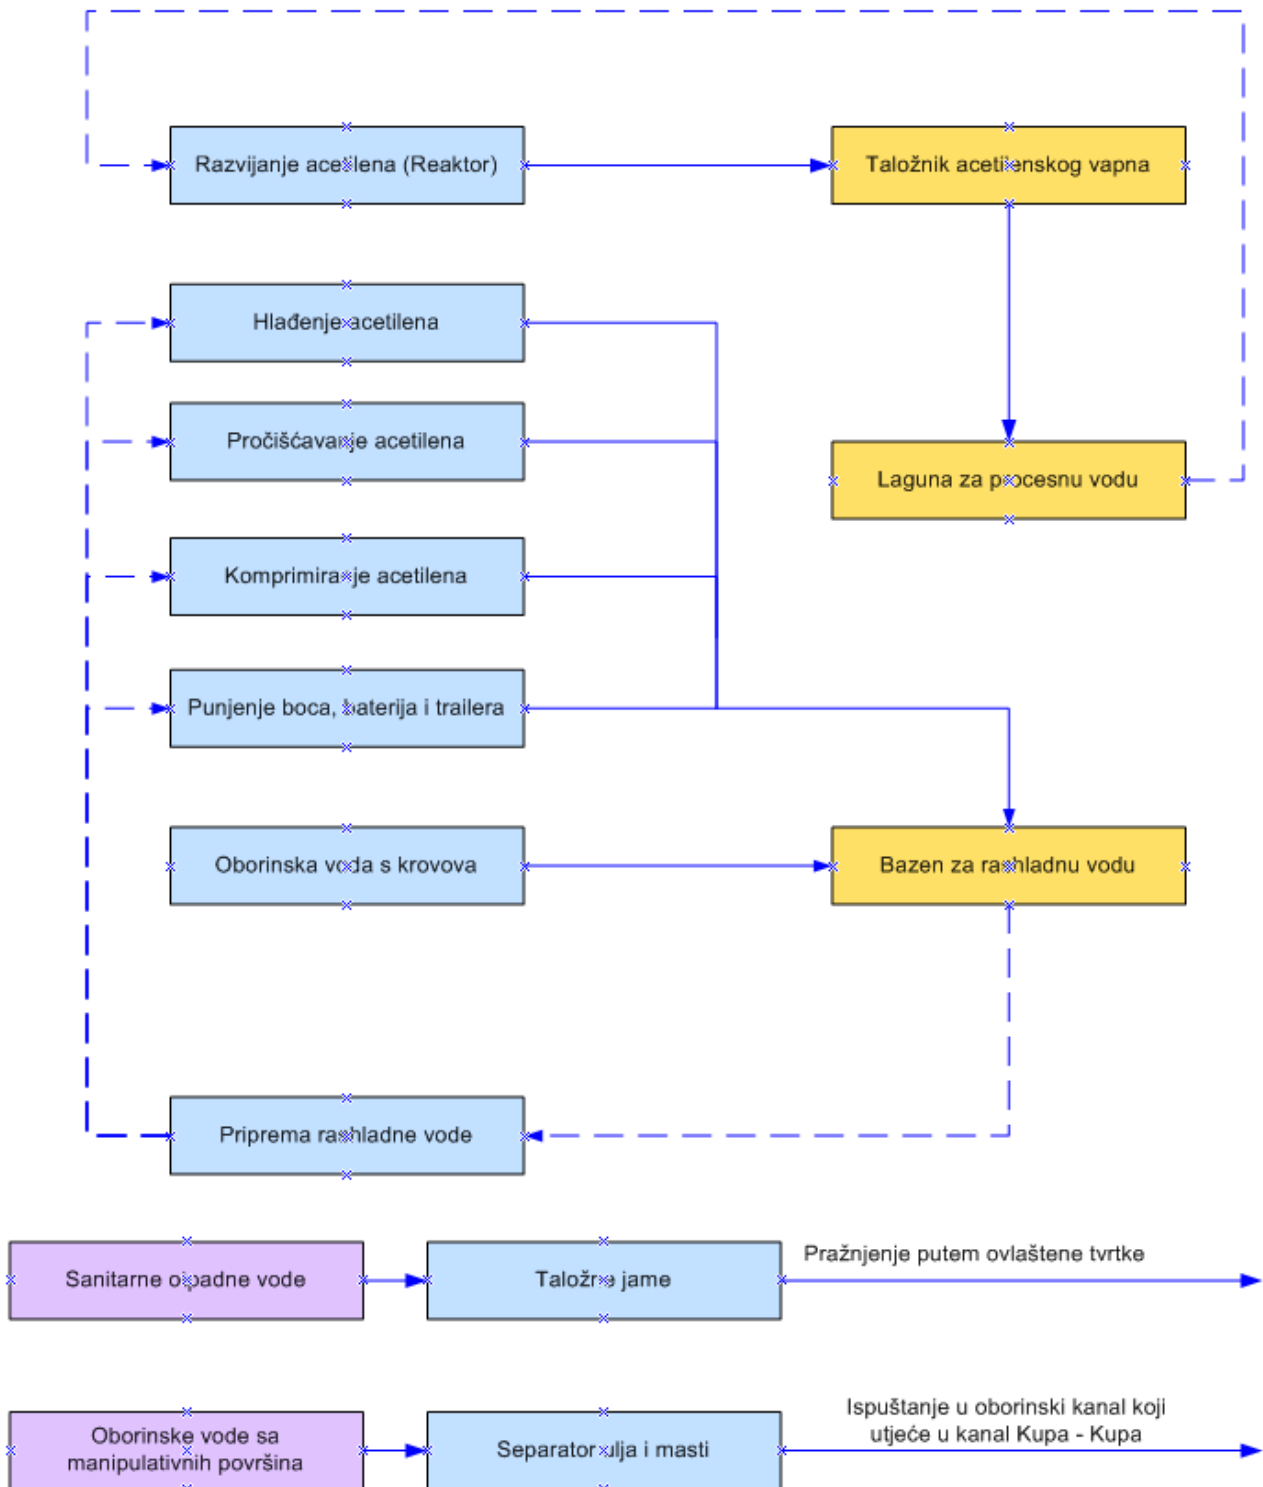 Razvijanje acetilena (Reaktor)
Taložnik acetilenskog vapna
Hlađenje acetilena
Pročišćavanje acetilena
Laguna za procesnu vodu
Komprimiranje acetilena
Punjenje boca, baterija i trailera
Oborinska voda s krovova
Bazen za rashladnu vodu
Priprema rashladne vode
Sanitarne otpadne vode
Taložne jame
Pražnjenje putem ovlaštene tvrtke
Oborinske vode sa
manipulativnih površina
Separator ulja i masti
Ispuštanje u oborinski kanal koji
utječe u kanal Kupa - Kupa